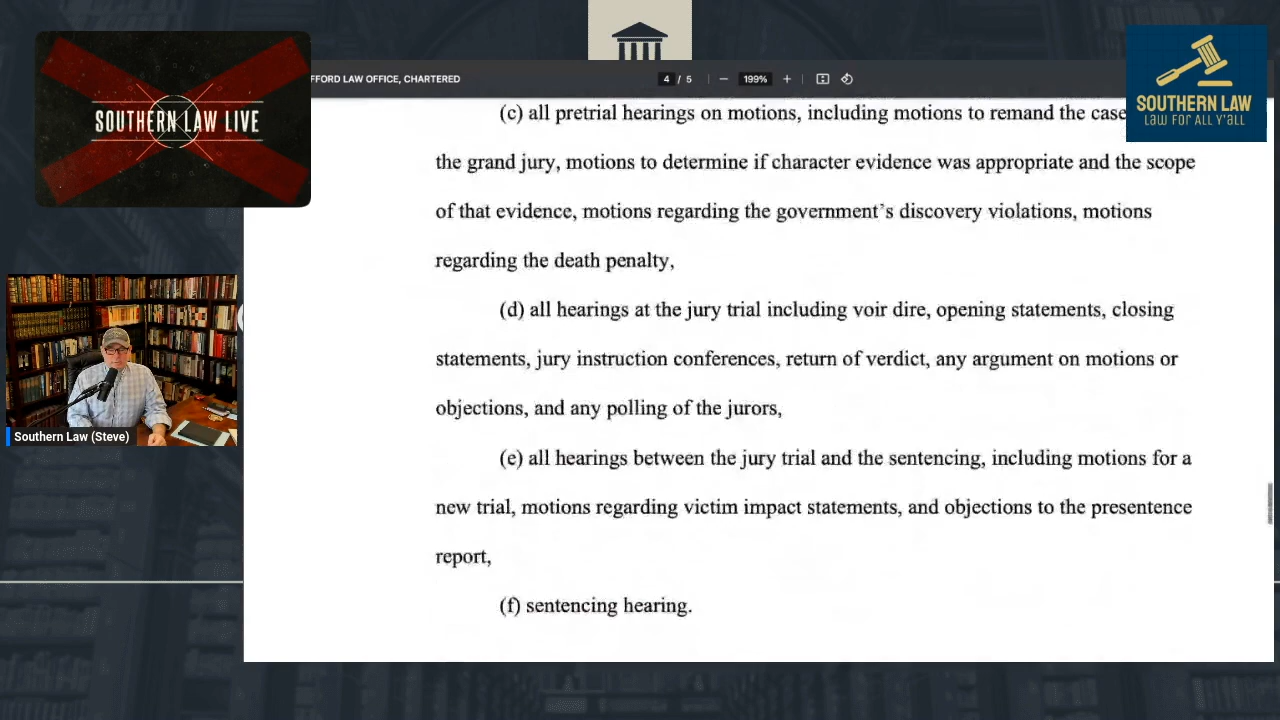 SOUTHERN LAW LIVE
FFORD LAW OFFICE, CHARTERED
4 / 5
199%
SOUTHERN LAW
LAW FOR ALL Y'ALL
(c) all pretrial hearings on motions, including motions to remand the case
the grand jury, motions to determine if character evidence was appropriate and the scope
of that evidence, motions regarding the government's discovery violations, motions
regarding the death penalty,
(d) all hearings at the jury trial including voir dire, opening statements, closing
statements, jury instruction conferences, return of verdict, any argument on motions or
objections, and any polling of the jurors,
(e) all hearings between the jury trial and the sentencing, including motions for a
new trial, motions regarding victim impact statements, and objections to the presentence
report,
(f) sentencing hearing.
Southern Law (Steve)